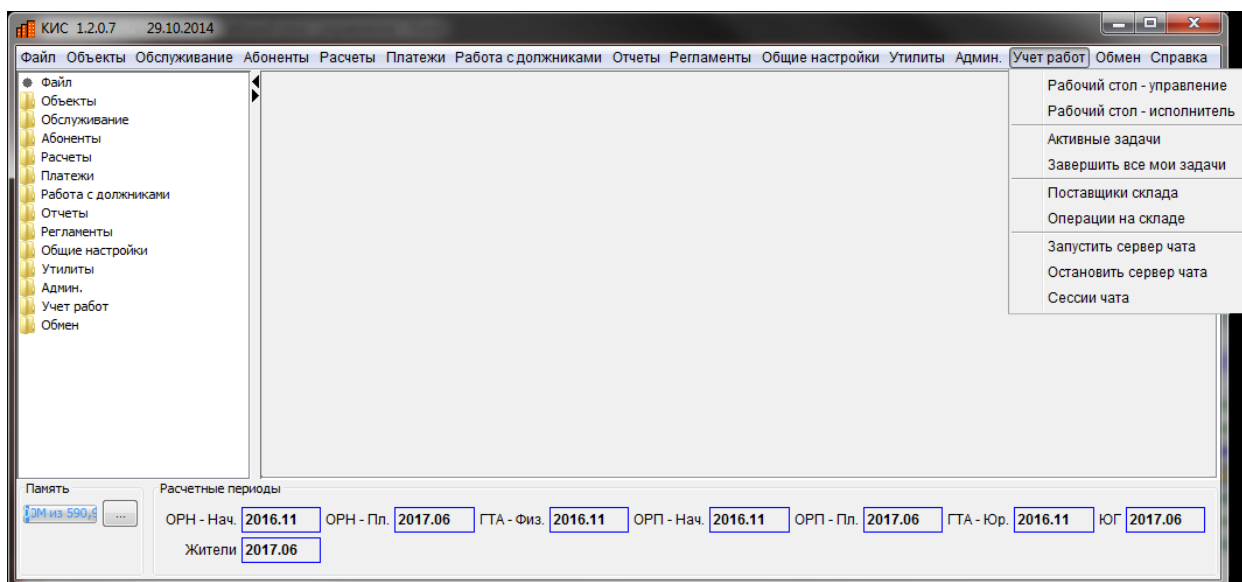 КИС 1.2.0.7 29.10.2014
Файл Объекты Обслуживание Абоненты Расчеты Платежи Работа с должниками Отчеты Регламенты Общие настройки Утилиты Админ. Учет работ Обмен Справка
Файл
Объекты
Обслуживание
Абоненты
Расчеты
Платежи
Работа с должниками
Отчеты
Регламенты
Общие настройки
Утилиты
Админ.
Учет работ
Обмен
Рабочий стол - управление
Рабочий стол - исполнитель
Активные задачи
Завершить все мои задачи
Поставщики склада
Операции на складе
Запустить сервер чата
Остановить сервер чата
Сессии чата
Память
из 590,9
...
Расчетные периоды
ОРН - Нач. 2016.11 ОРН - Пл. 2017.06 ГТА - Физ. 2016.11 ОРП - Нач. 2016.11 ОРП - Пл. 2017.06 ГТА - Юр. 2016.11 ЮГ 2017.06
Жители 2017.06